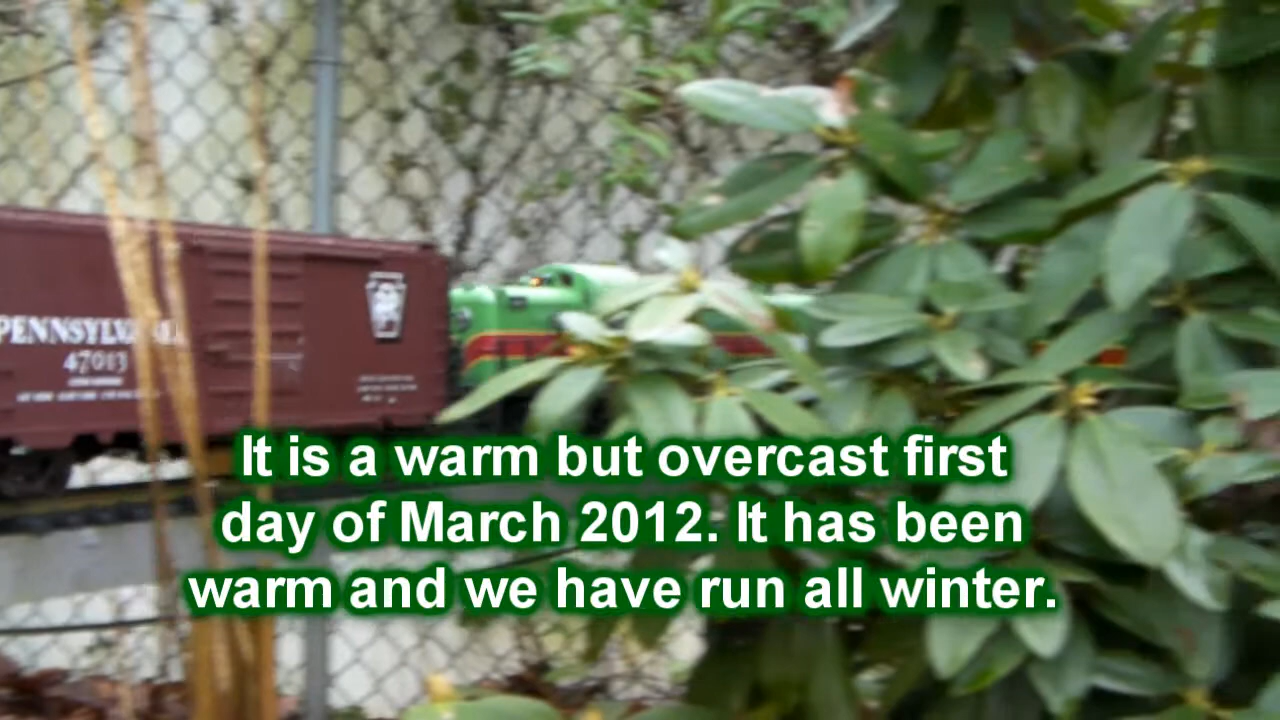 PENNSYLVANIA
47013
It is a warm but overcast first
day of March 2012. It has been
warm and we have run all winter.